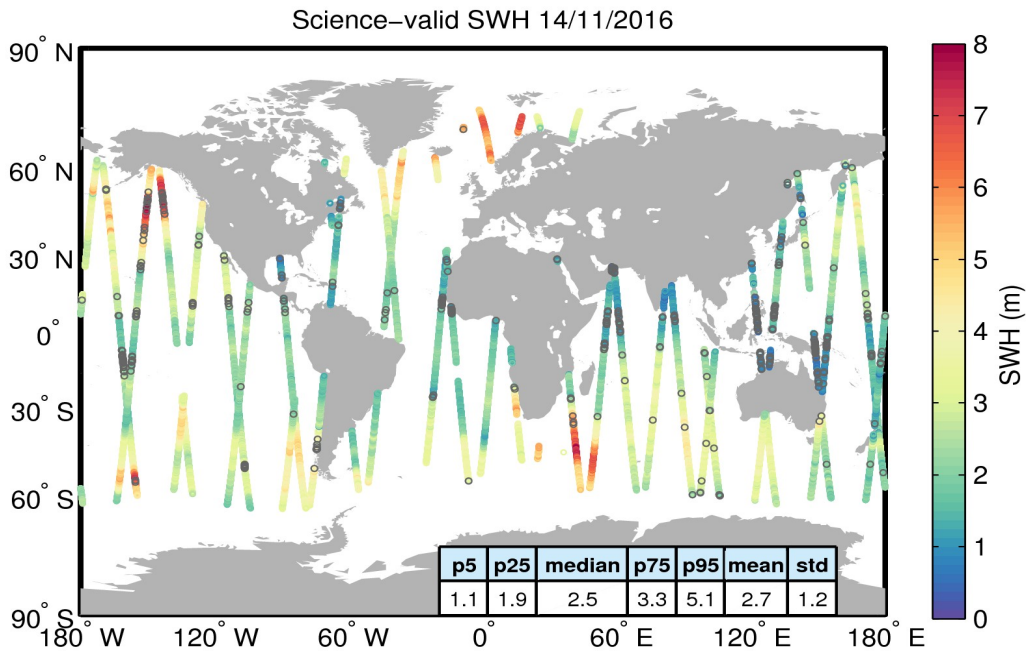 Science−valid SWH 14/11/2016
90° N
60° N
30° N
0°
30° S
60° S
90° S
180° W
120° W
60° W
0°
60° E
120° E
180° E
p5 p25 median p75 p95 mean std
1.1 1.9 2.5 3.3 5.1 2.7 1.2
8
7
6
5
4
3
2
1
0
SWH (m)